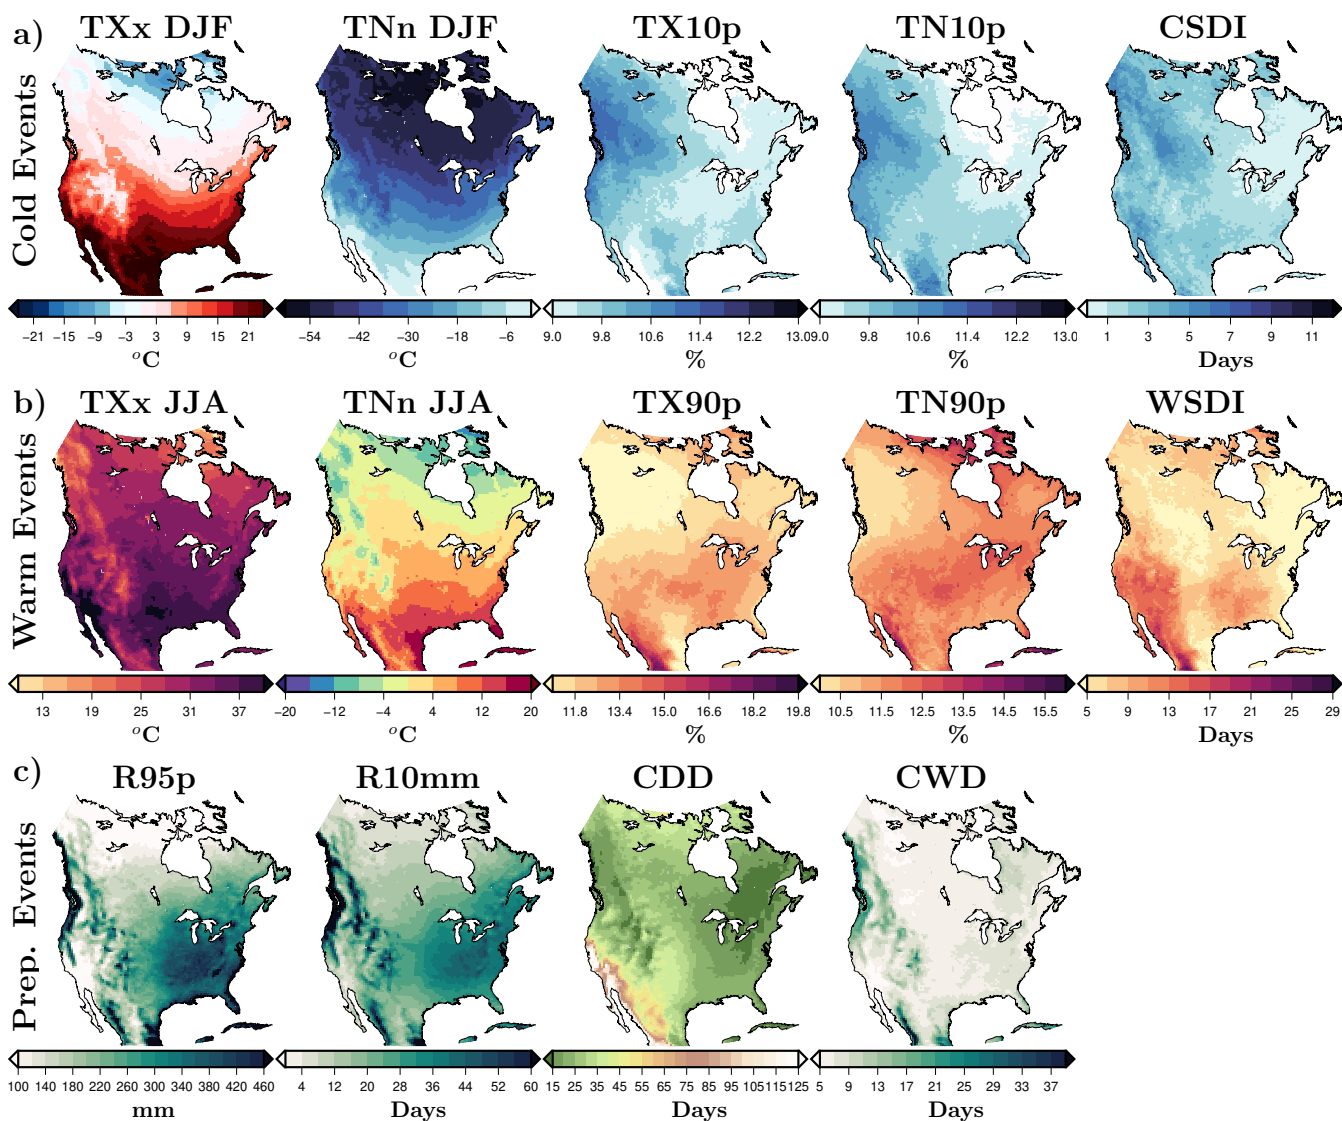 a)
TXx DJF
TNn DJF
TX10p
TN10p
CSDI
Cold Events
−21 −15 −9 −3 3 9 15 21
−54 −42 −30 −18 −6
9.0 9.8 10.6 11.4 12.2 13.0
9.0 9.8 10.6 11.4 12.2 13.0
1 3 5 7 9 11
°C
°C
%
%
Days
b)
TXx JJA
TNn JJA
TX90p
TN90p
WSDI
Warm Events
13 19 25 31 37
−20 −12 −4 4 12 20
11.8 13.4 15.0 16.6 18.2 19.8
10.5 11.5 12.5 13.5 14.5 15.5
5 9 13 17 21 25 29
°C
°C
%
%
Days
c)
R95p
R10mm
CDD
CWD
Prep. Events
100 140 200 260 300 340 400 460
4 12 20 28 36 44 52 60
15 25 35 45 55 65 75 85 95 105 115 125
5 9 13 17 21 29 33 37
mm
Days
Days
Days